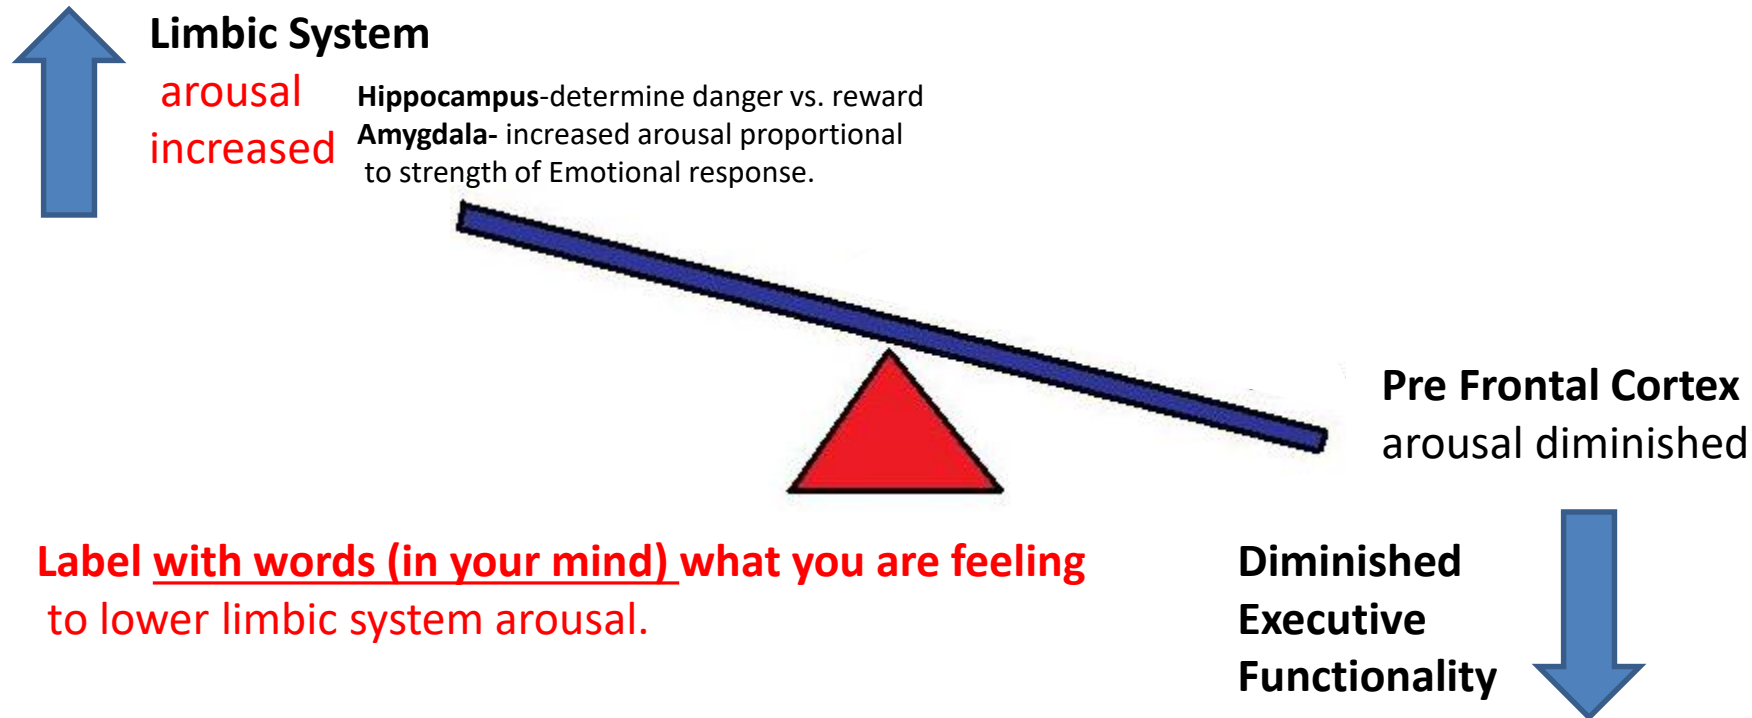 Limbic System
arousal
increased
Hippocampus-determine danger vs. reward
Amygdala- increased arousal proportional
to strength of Emotional response.
Pre Frontal Cortex
arousal diminished
Label with words (in your mind) what you are feeling
to lower limbic system arousal.
Diminished
Executive
Functionality